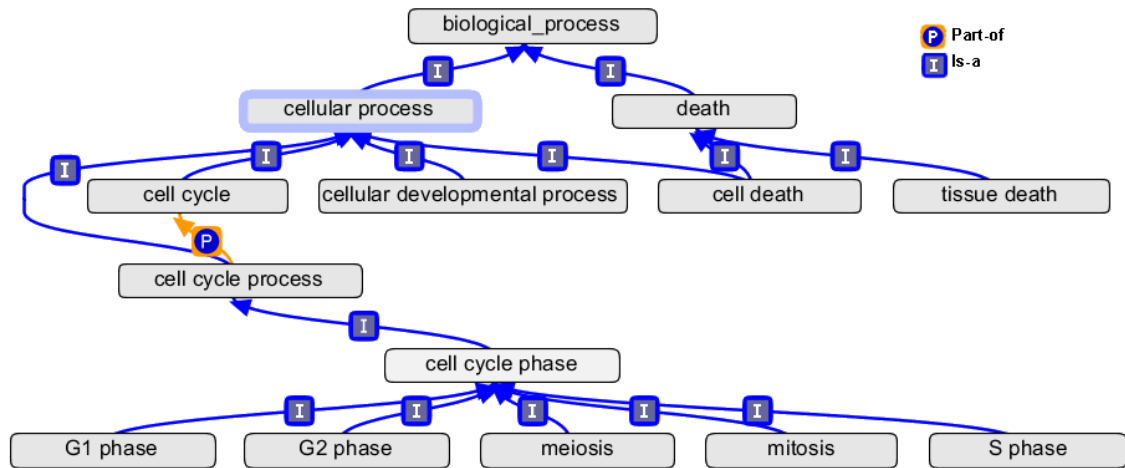 biological_process
P Part-of
I Is-a
I I
cellular process
death
I I I I I I
cell cycle
cellular developmental process
cell death
tissue death
P
cell cycle process
I
cell cycle phase
I I I I I
G1 phase
G2 phase
meiosis
mitosis
S phase